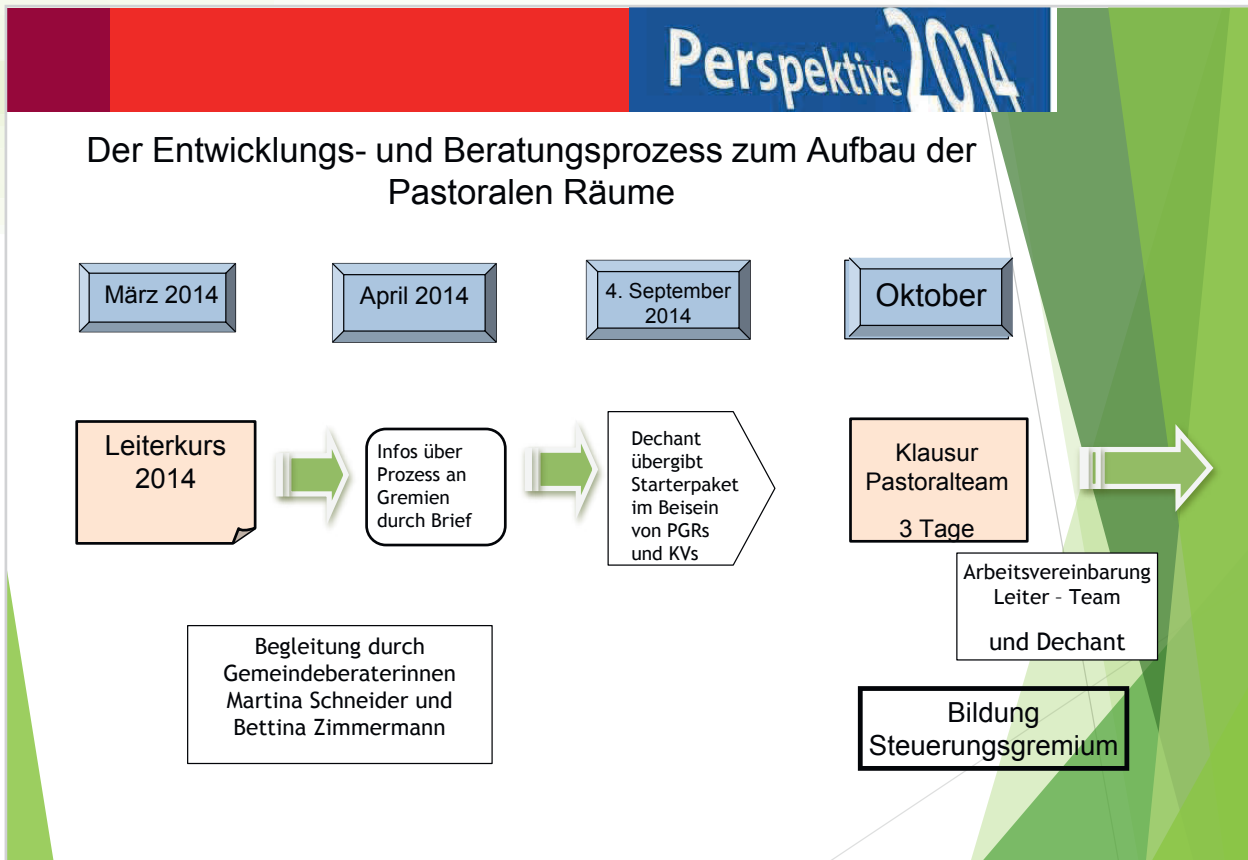 Perspektive 2014
Der Entwicklungs- und Beratungsprozess zum Aufbau der
Pastoralen Räume
März 2014
April 2014
4. September
2014
Oktober
Leiterkurs
2014
Infos über
Prozess an
Gremien
durch Brief
Dechant
übergibt
Starterpaket
im Beisein
von PGRs
und KVs
Klausur
Pastoralteam
3 Tage
Arbeitsvereinbarung
Leiter – Team
und Dechant
Begleitung durch
Gemeindeberaterinnen
Martina Schneider und
Bettina Zimmermann
Bildung
Steuerungsgremium